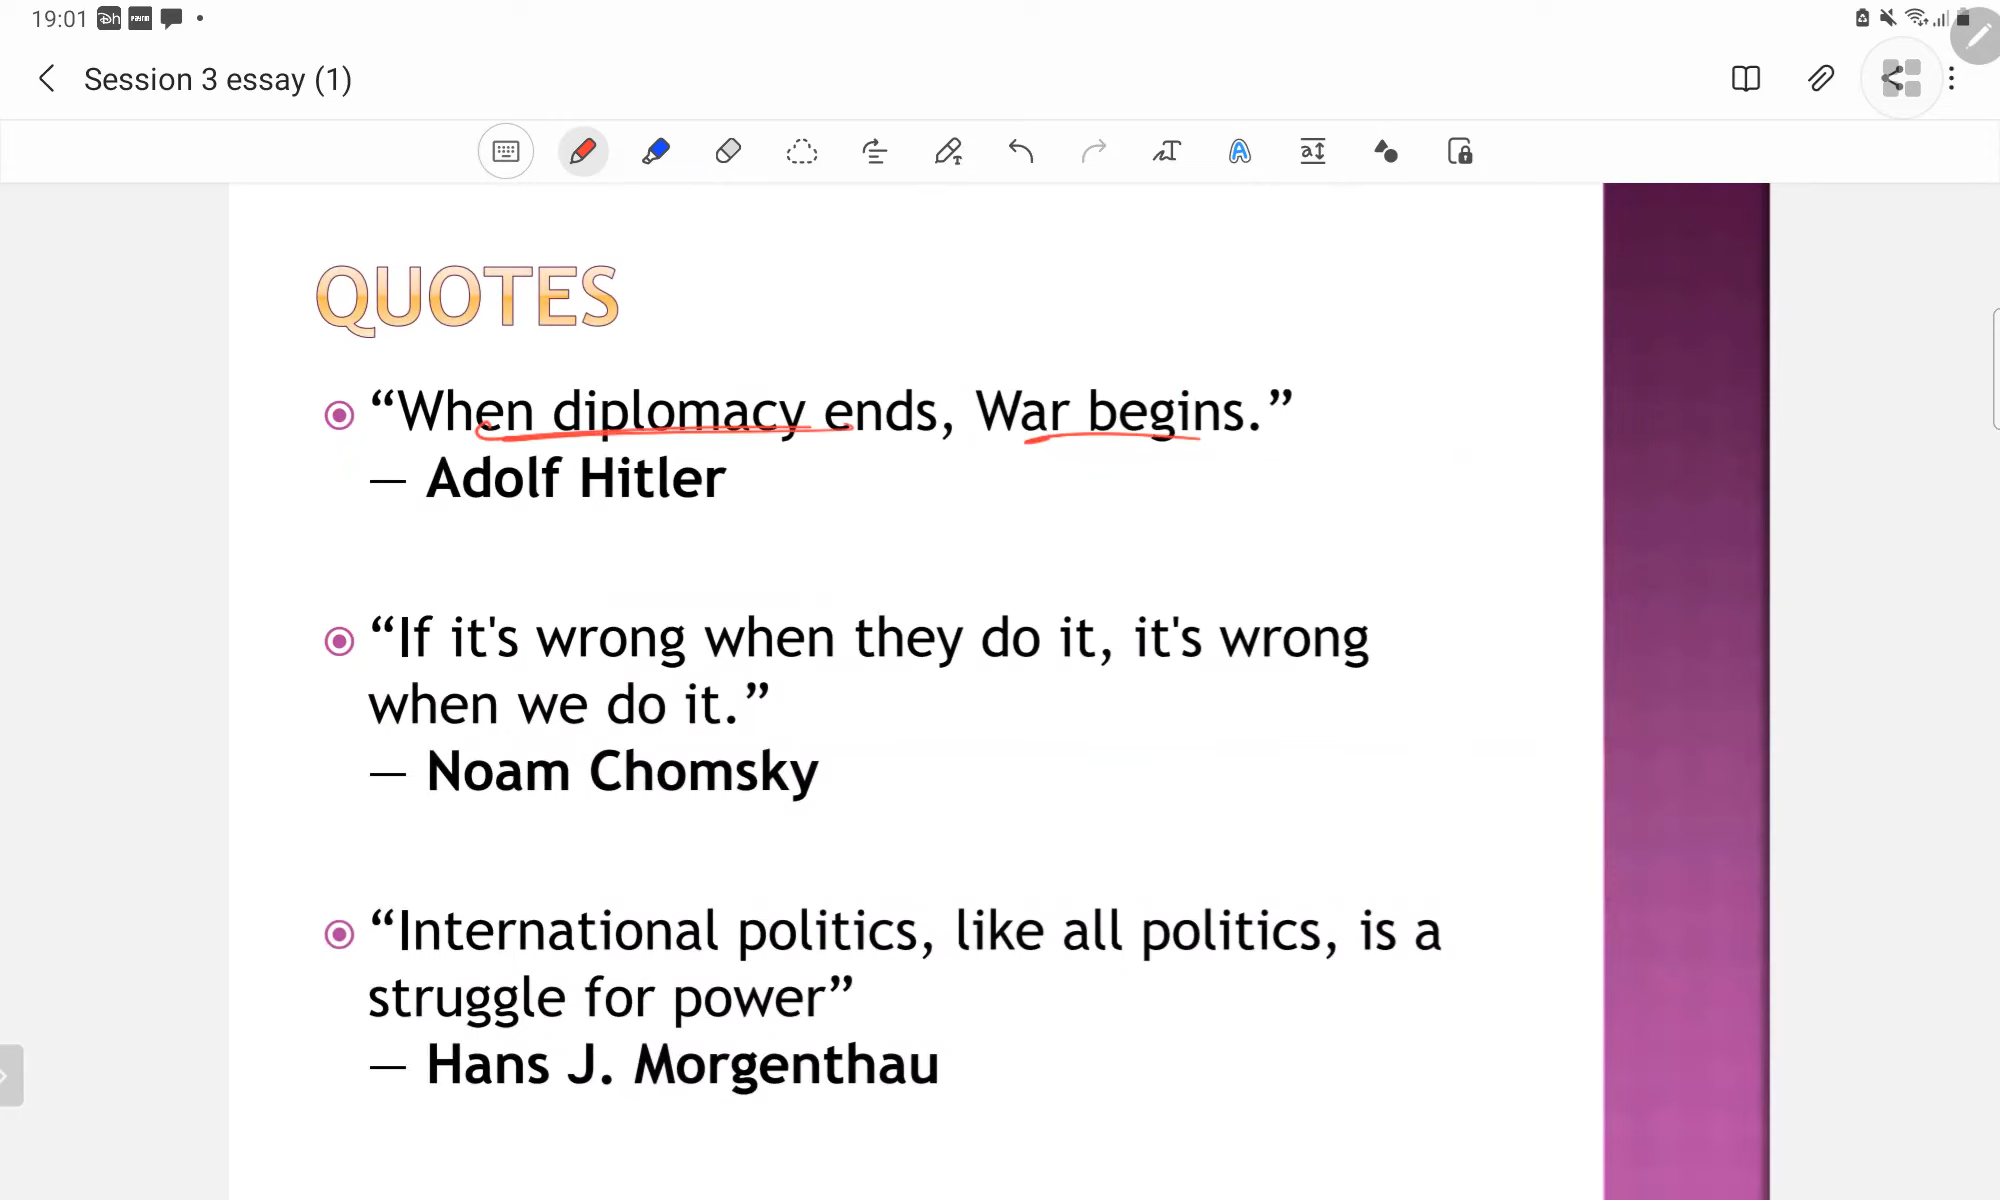 19:01
Session 3 essay (1)
QUOTES
“When diplomacy ends, War begins.”
— Adolf Hitler
“If it's wrong when they do it, it's wrong
when we do it.”
— Noam Chomsky
“International politics, like all politics, is a
struggle for power”
— Hans J. Morgenthau